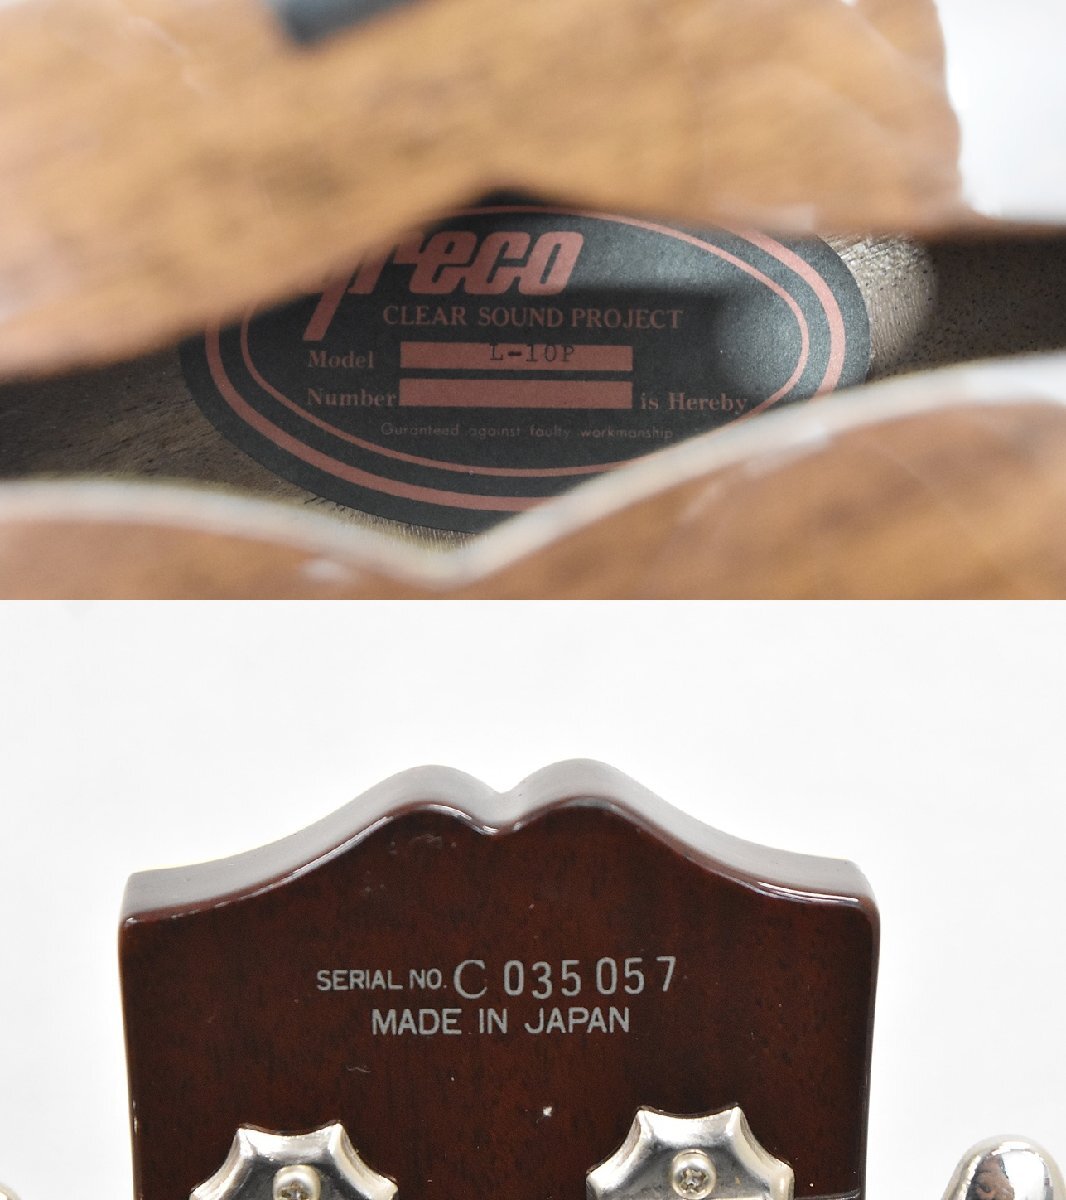 greco
CLEAR SOUND PROJECT
Model L-10P
Number is Hereby
Guranteed against faulty workmanship
SERIAL NO. C 035057
MADE IN JAPAN